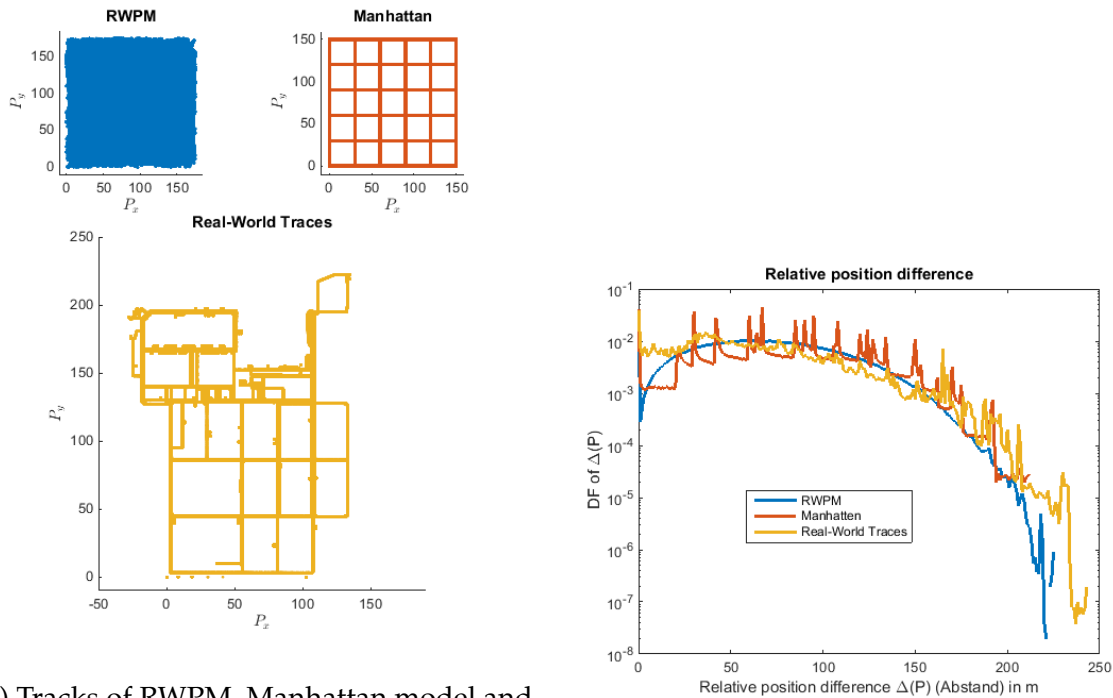 RWPM
Manhattan
150
100
50
0
P_y
0 50 100 150
P_x
150
100
50
0
P_y
0 50 100 150
P_x
Real-World Traces
250
200
150
100
50
0
P_y
-50 0 50 100 150
P_x
) Tracks of RWPM, Manhattan model and
Relative position difference
10^-1
10^-2
10^-3
10^-4
10^-5
10^-6
10^-7
10^-8
DF of Δ(P)
RWPM
Manhatten
Real-World Traces
0 50 100 150 200 250
Relative position difference Δ(P) (Abstand) in m